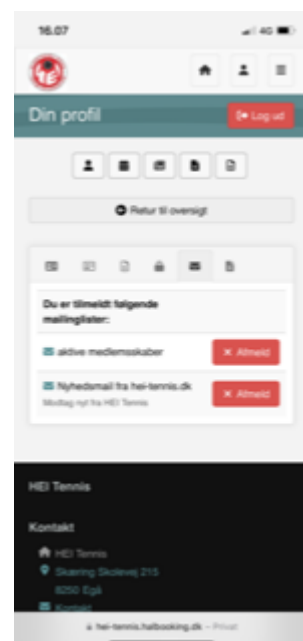 16.07
4G
Din profil
Log ud
Retur til oversigt
Du er tilmeldt følgende
mailinglister:
aktive medlemsskaber
Afmeld
Nyhedsmail fra hei-tennis.dk
Modtag nyt fra HEI Tennis
Afmeld
HEI Tennis
Kontakt
HEI Tennis
Skæring Skolevej 215
8250 Egå
Kontakt
hei-tennis.halbooking.dk – Privat